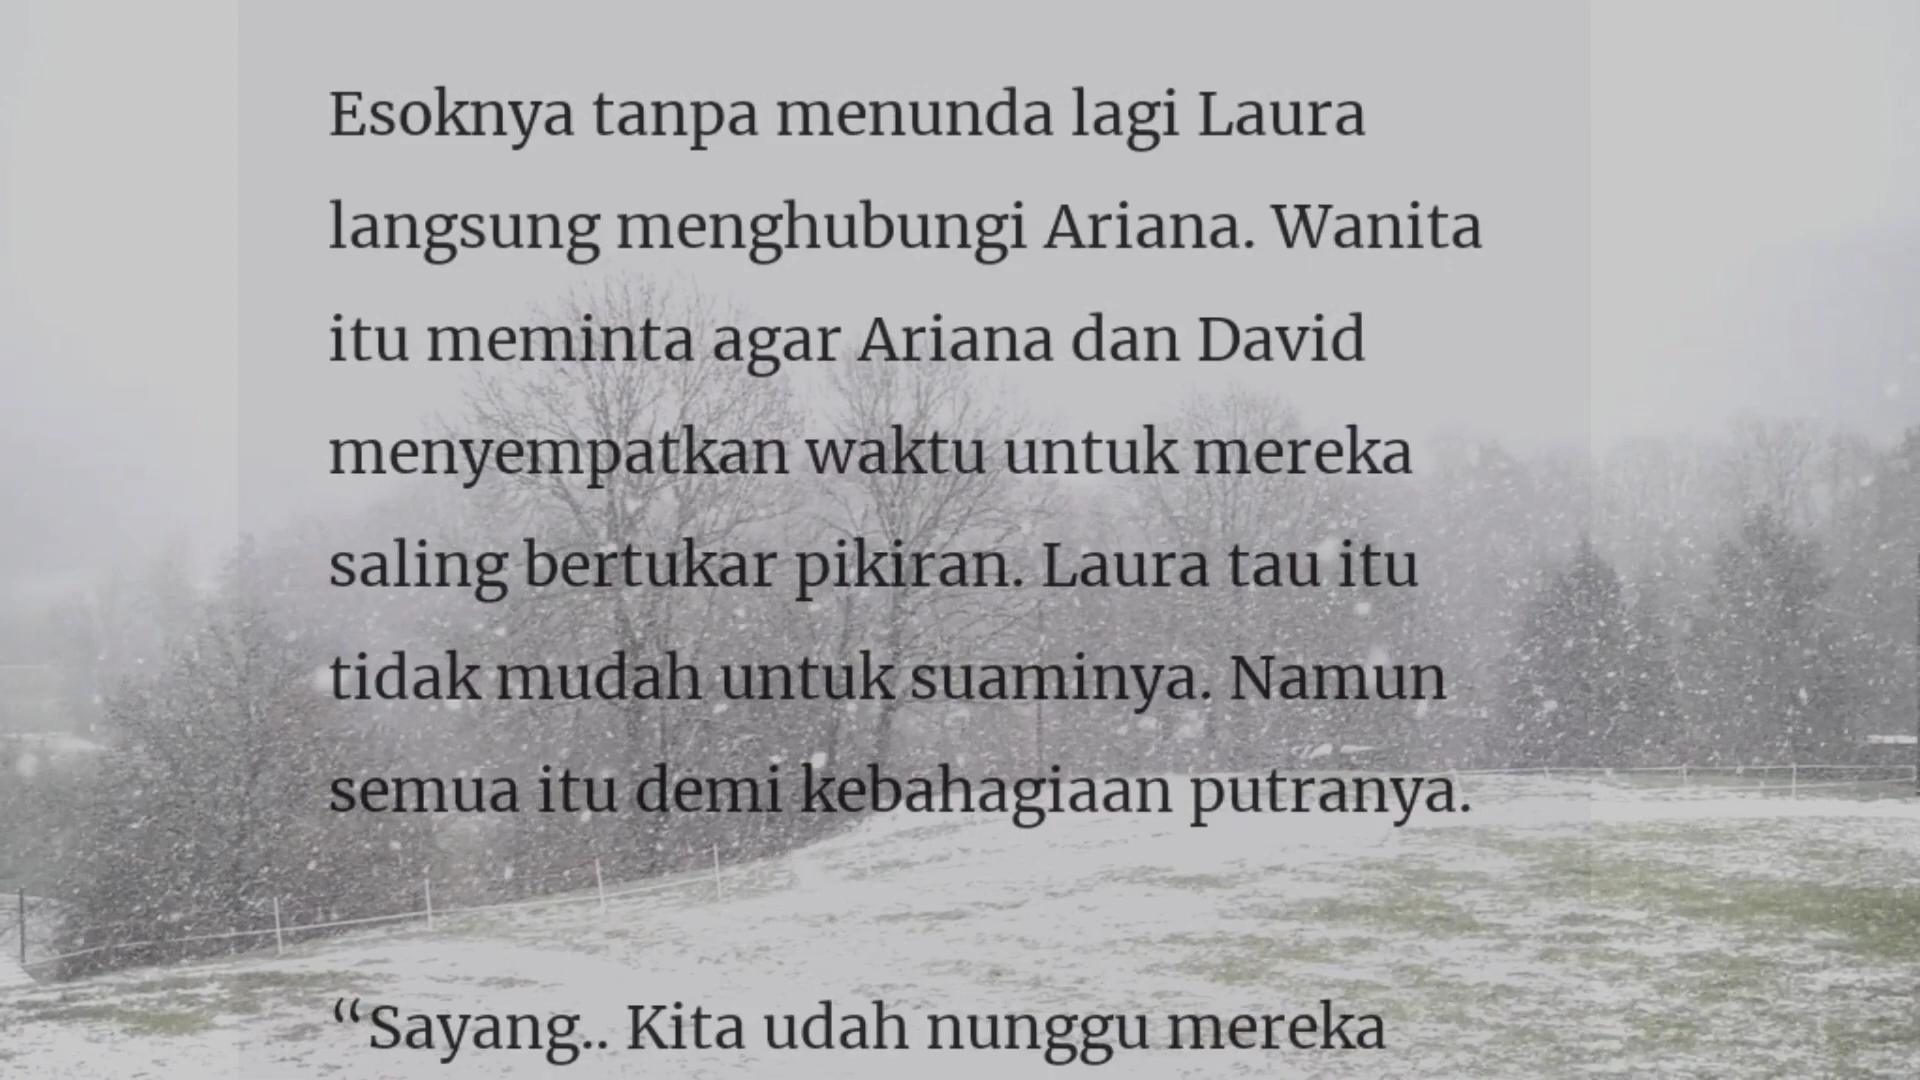 Esoknya tanpa menunda lagi Laura
langsung menghubungi Ariana. Wanita
itu meminta agar Ariana dan David
menyempatkan waktu untuk mereka
saling bertukar pikiran. Laura tau itu
tidak mudah untuk suaminya. Namun
semua itu demi kebahagiaan putranya.
“Sayang.. Kita udah nunggu mereka